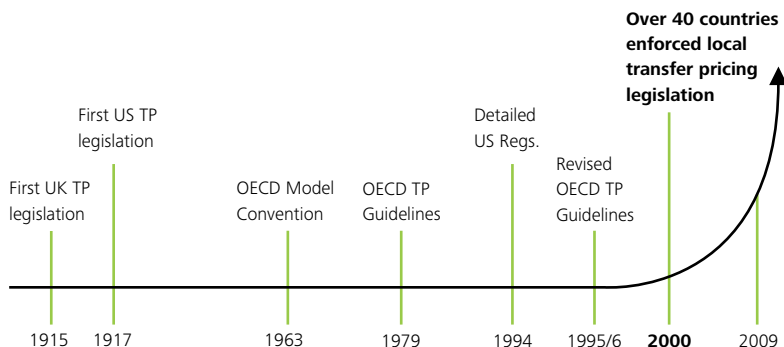 Over 40 countries
enforced local
transfer pricing
legislation
First US TP
legislation
Detailed
US Regs.
Revised
OECD TP
Guidelines
First UK TP
legislation
OECD Model
Convention
OECD TP
Guidelines
1915
1917
1963
1979
1994
1995/6
2000
2009